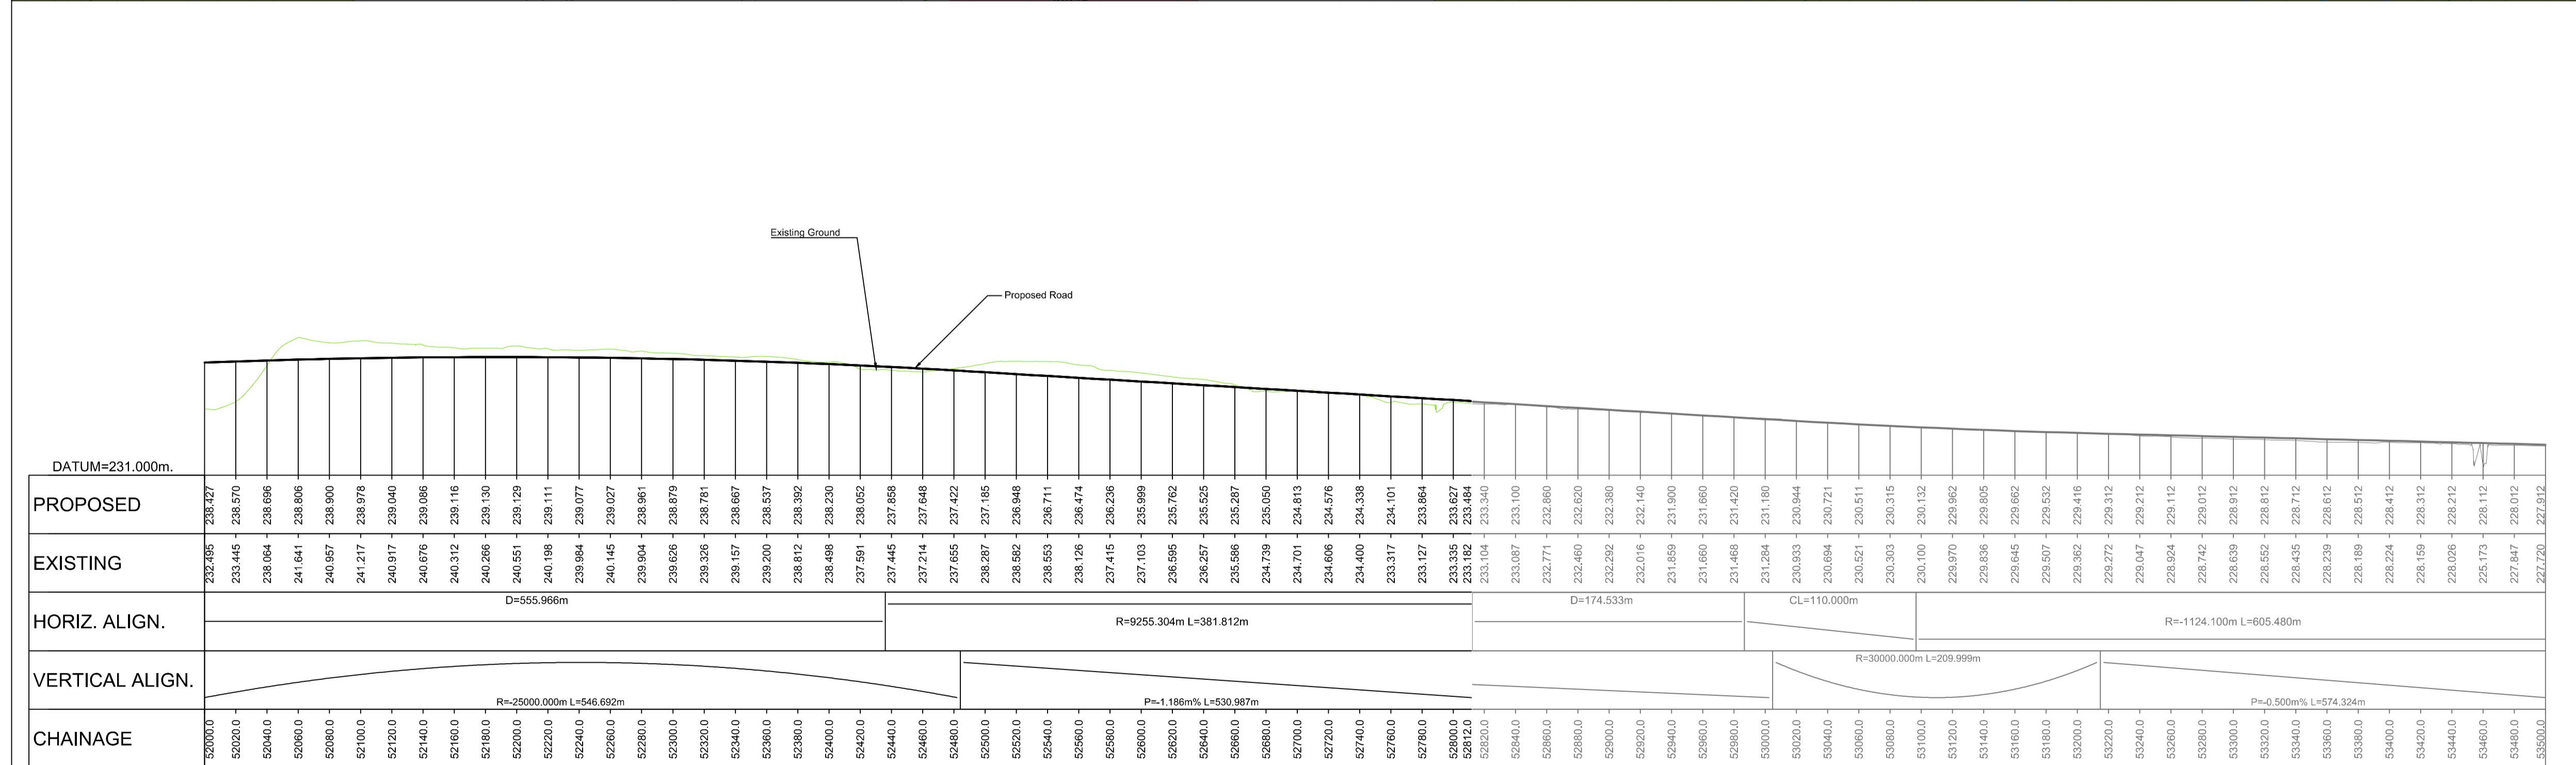 Existing Ground
Proposed Road
DATUM=231.000m.
PROPOSED 238.427 238.570 238.696 238.806 238.900 238.978 239.040 239.086 239.116 239.130 239.129 239.111 239.077 239.027 238.961 238.879 238.781 238.667 238.537 238.392 238.230 238.052 237.858 237.648 237.422 237.185 236.948 236.711 236.474 236.236 235.999 235.762 235.525 235.287 235.050 234.813 234.576 234.338 234.101 233.864 233.627 233.484 233.340 233.100 232.860 232.620 232.380 232.140 231.900 231.660 231.420 231.180 230.944 230.721 230.511 230.315 230.132 229.962 229.805 229.662 229.532 229.416 229.312 229.212 229.112 229.012 228.912 228.812 228.712 228.612 228.512 228.412 228.312 228.212 228.112 228.012 227.912
EXISTING 232.495 233.445 238.064 241.641 240.957 241.217 240.917 240.676 240.312 240.266 240.551 240.198 239.984 240.145 239.904 239.626 239.326 239.157 239.200 238.812 238.498 237.591 237.445 237.214 237.655 238.287 238.582 238.553 238.126 237.415 237.103 236.595 236.257 235.586 234.739 234.701 234.606 234.400 233.317 233.127 233.335 233.182 233.104 233.087 232.771 232.460 232.292 232.016 231.859 231.660 231.468 231.284 230.933 230.694 230.521 230.303 230.100 229.970 229.836 229.645 229.507 229.362 229.272 229.047 228.924 228.742 228.639 228.552 228.435 228.239 228.189 228.224 228.159 228.026 225.173 227.847 227.720
HORIZ. ALIGN. D=555.966m R=9255.304m L=381.812m D=174.533m CL=110.000m R=-1124.100m L=605.480m
VERTICAL ALIGN. R=-25000.000m L=546.692m P=-1.186m% L=530.987m R=30000.000m L=209.999m P=-0.500m% L=574.324m
CHAINAGE 52000.0 52020.0 52040.0 52060.0 52080.0 52100.0 52120.0 52140.0 52160.0 52180.0 52200.0 52220.0 52240.0 52260.0 52280.0 52300.0 52320.0 52340.0 52360.0 52380.0 52400.0 52420.0 52440.0 52460.0 52480.0 52500.0 52520.0 52540.0 52560.0 52580.0 52600.0 52620.0 52640.0 52660.0 52680.0 52700.0 52720.0 52740.0 52760.0 52780.0 52800.0 52812.0 52820.0 52840.0 52860.0 52880.0 52900.0 52920.0 52940.0 52960.0 52980.0 53000.0 53020.0 53040.0 53060.0 53080.0 53100.0 53120.0 53140.0 53160.0 53180.0 53200.0 53220.0 53240.0 53260.0 53280.0 53300.0 53320.0 53340.0 53360.0 53380.0 53400.0 53420.0 53440.0 53460.0 53480.0 53500.0